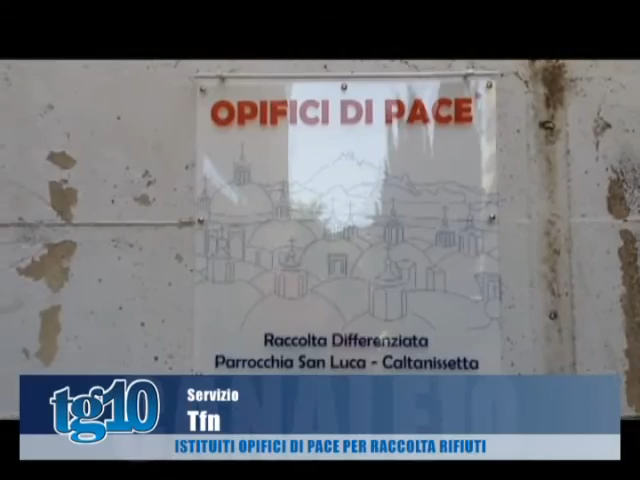 OPIFICI DI PACE
Raccolta Differenziata
Parrocchia San Luca - Caltanissetta
tg10
Servizio
Tfn
ISTITUITI OPIFICI DI PACE PER RACCOLTA RIFIUTI